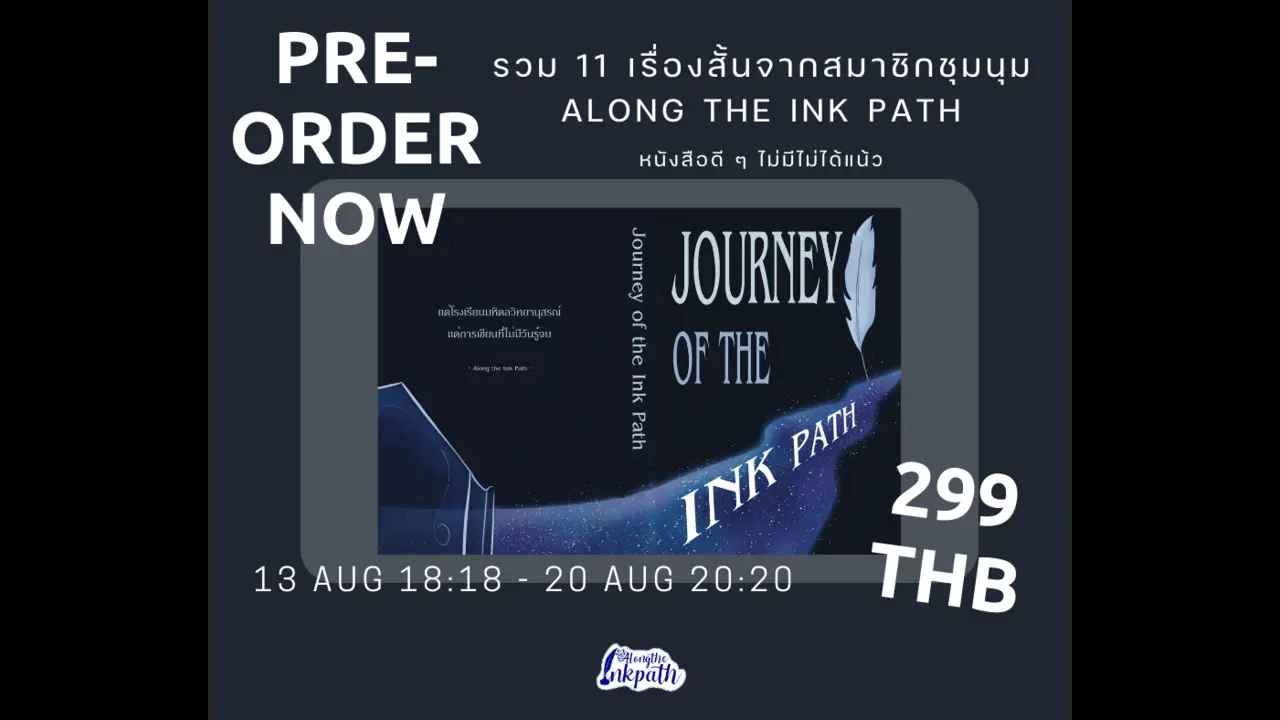 PRE-
ORDER
NOW
รวม 11 เรื่องสั้นจากสมาชิกชุมนุม
ALONG THE INK PATH
หนังสือดี ๆ ไม่มีไม่ได้แน้ว
แด่โรงเรียนมหิดลวิทยานุสรณ์
แด่การเขียนที่ไม่มีวันรู้จบ
- Along the Ink Path -
Journey of the Ink Path
JOURNEY
OF THE
INK PATH
299
THB
13 AUG 18:18 - 20 AUG 20:20
Alongthe
Inkpath